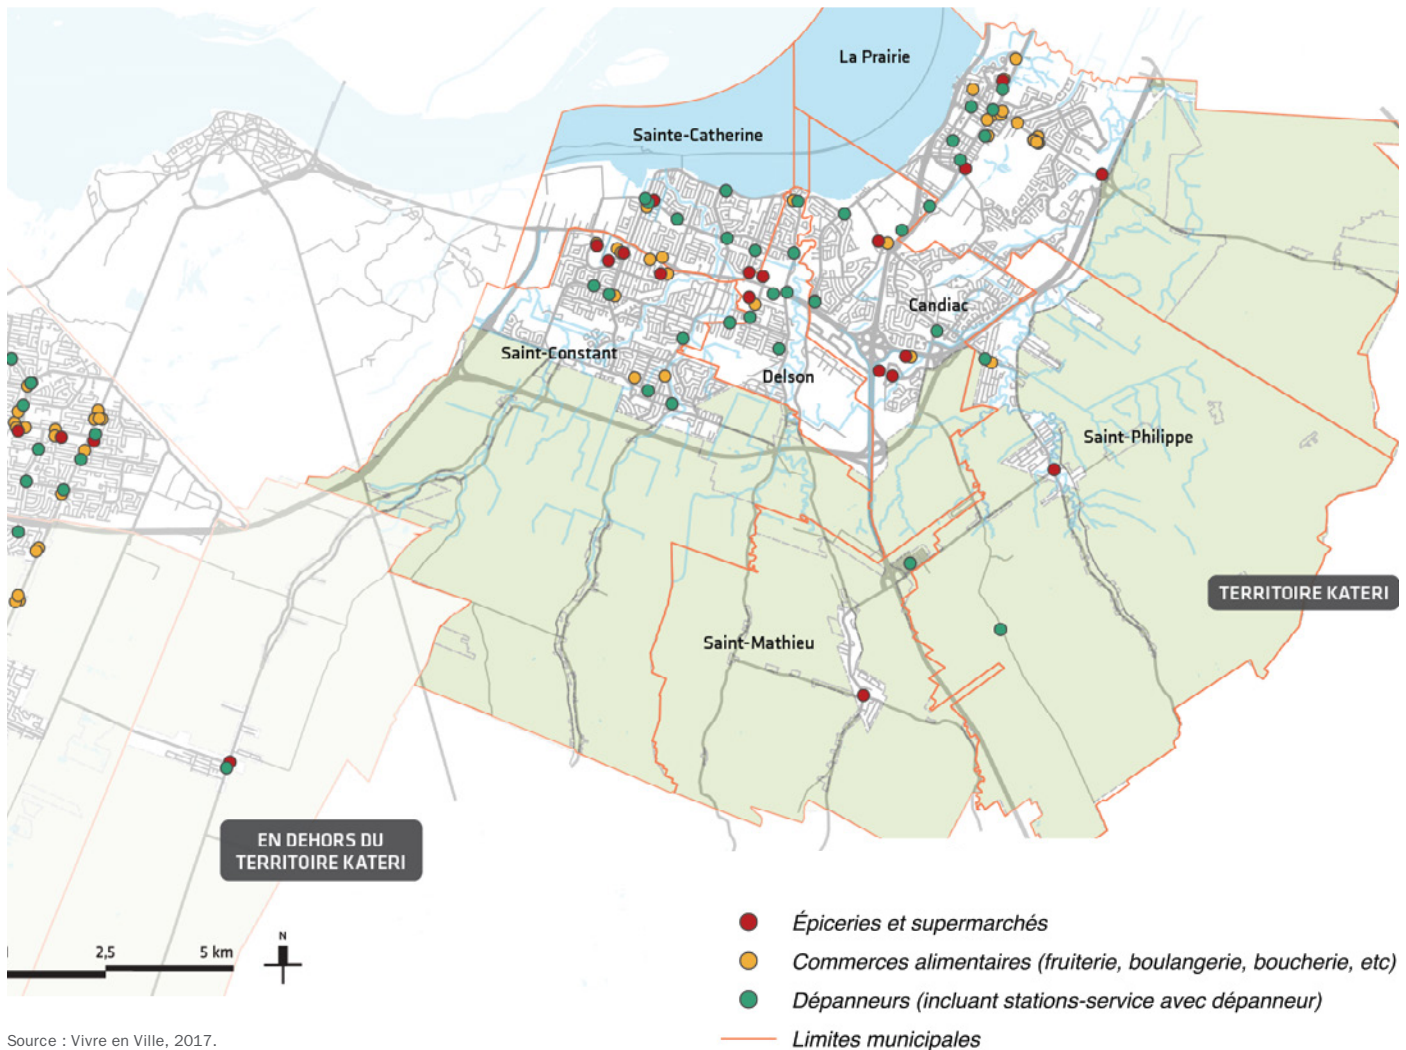 La Prairie
Sainte-Catherine
Candiac
Saint-Constant
Delson
Saint-Philippe
TERRITOIRE KATERI
Saint-Mathieu
EN DEHORS DU
TERRITOIRE KATERI
2,5 5 km
N
Épiceries et supermarchés
Commerces alimentaires (fruiterie, boulangerie, boucherie, etc)
Dépanneurs (incluant stations-service avec dépanneur)
Limites municipales
Source : Vivre en Ville, 2017.